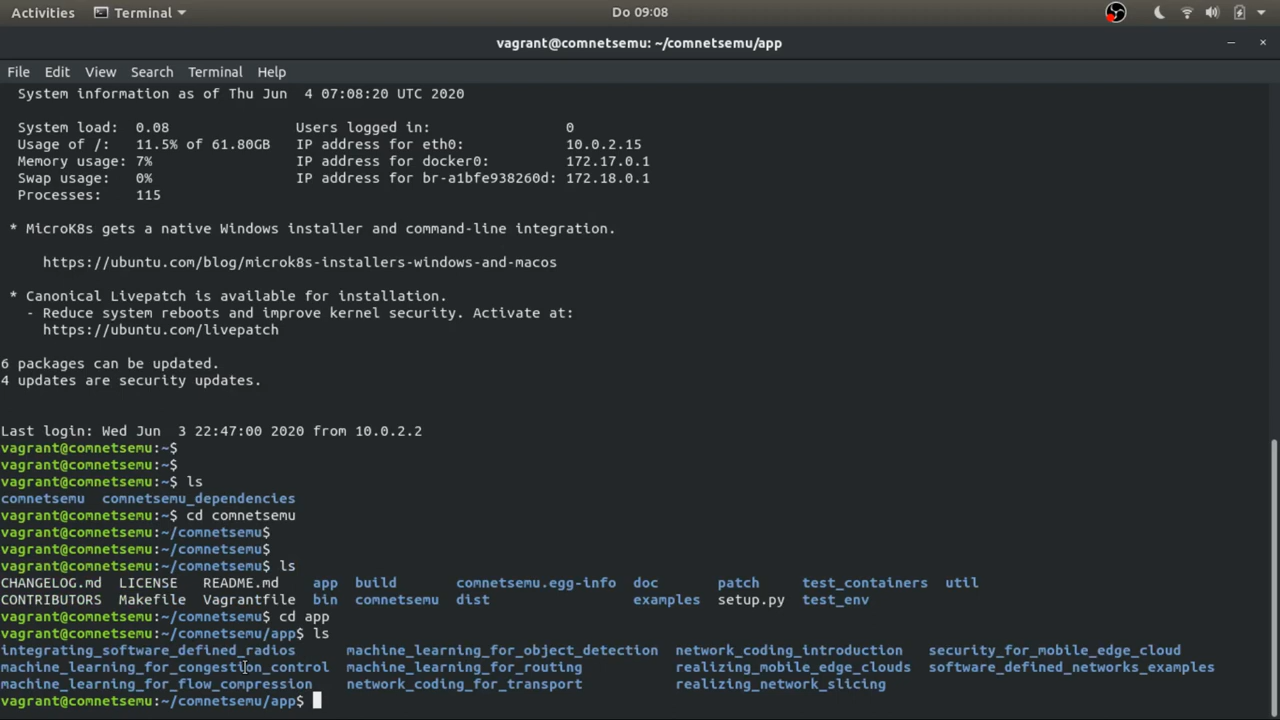 Activities Terminal Do 09:08
vagrant@comnetsemu: ~/comnetsemu/app
File Edit View Search Terminal Help
System information as of Thu Jun  4 07:08:20 UTC 2020
System load:   0.08               Users logged in:                0
Usage of /:   11.5% of 61.80GB   IP address for eth0:            10.0.2.15
Memory usage: 7%                 IP address for docker0:         172.17.0.1
Swap usage:   0%                 IP address for br-a1bfe938260d: 172.18.0.1
Processes:    115
* MicroK8s gets a native Windows installer and command-line integration.
https://ubuntu.com/blog/microk8s-installers-windows-and-macos
* Canonical Livepatch is available for installation.
- Reduce system reboots and improve kernel security. Activate at:
https://ubuntu.com/livepatch
6 packages can be updated.
4 updates are security updates.
Last login: Wed Jun  3 22:47:00 2020 from 10.0.2.2
vagrant@comnetsemu:~$
vagrant@comnetsemu:~$
vagrant@comnetsemu:~$ ls
comnetsemu  comnetsemu_dependencies
vagrant@comnetsemu:~$ cd comnetsemu
vagrant@comnetsemu:~/comnetsemu$
vagrant@comnetsemu:~/comnetsemu$
vagrant@comnetsemu:~/comnetsemu$ ls
CHANGELOG.md  LICENSE   README.md    app  build       comnetsemu.egg-info  doc       patch     test_containers  util
CONTRIBUTORS  Makefile  Vagrantfile  bin  comnetsemu  dist                 examples  setup.py  test_env
vagrant@comnetsemu:~/comnetsemu$ cd app
vagrant@comnetsemu:~/comnetsemu/app$ ls
integrating_software_defined_radios      machine_learning_for_object_detection  network_coding_introduction    security_for_mobile_edge_cloud
machine_learning_for_congestion_control  machine_learning_for_routing           realizing_mobile_edge_clouds  software_defined_networks_examples
machine_learning_for_flow_compression    network_coding_for_transport           realizing_network_slicing
vagrant@comnetsemu:~/comnetsemu/app$